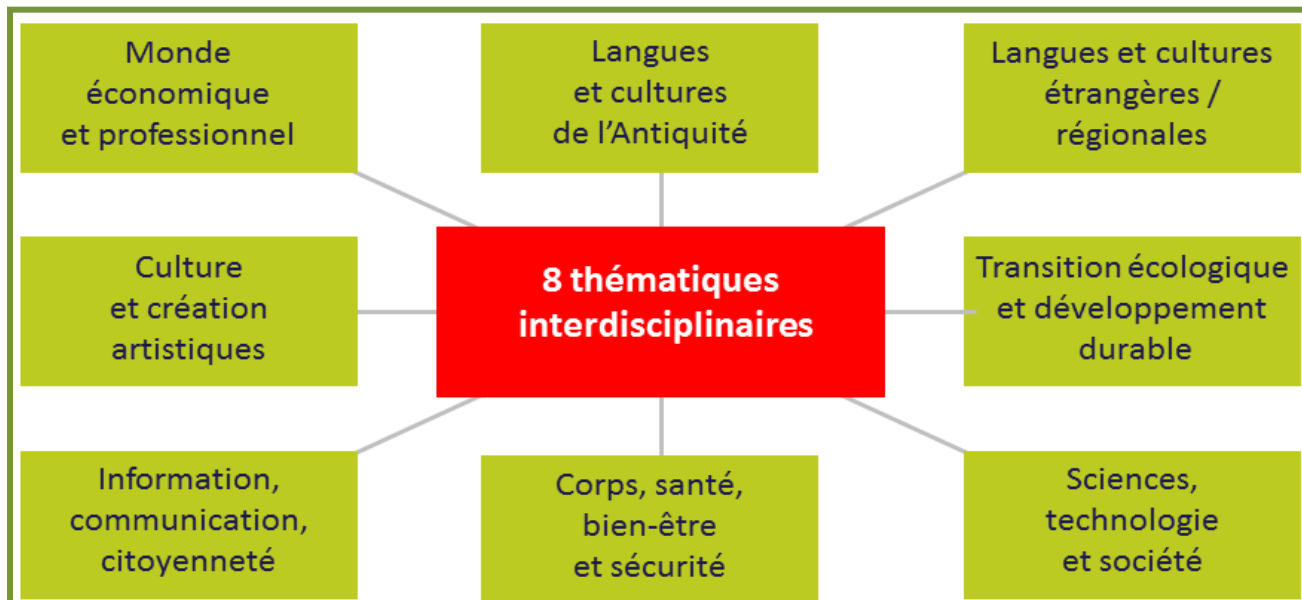 Monde
économique
et professionnel
Langues
et cultures
de l'Antiquité
Langues et cultures
étrangères /
régionales
Culture
et création
artistiques
8 thématiques
interdisciplinaires
Transition écologique
et développement
durable
Information,
communication,
citoyenneté
Corps, santé,
bien-être
et sécurité
Sciences,
technologie
et société